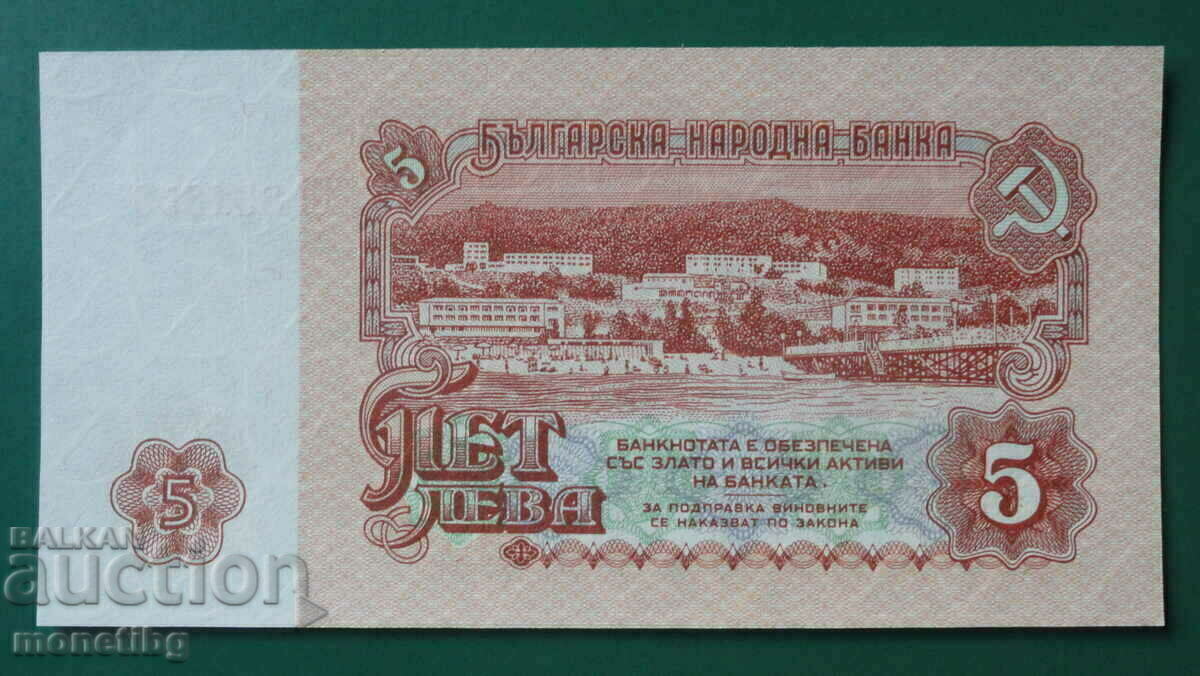 БЪЛГАРСКА НАРОДНА БАНКА
5
ПЕТ
ЛЕВА
БАНКНОТАТА Е ОБЕЗПЕЧЕНА
СЪС ЗЛАТО И ВСИЧКИ АКТИВИ
НА БАНКАТА.
ЗА ПОДПРАВКА ВИНОВНИТЕ
СЕ НАКАЗВАТ ПО ЗАКОНА
5
5
BALKAN
auction
monetibg